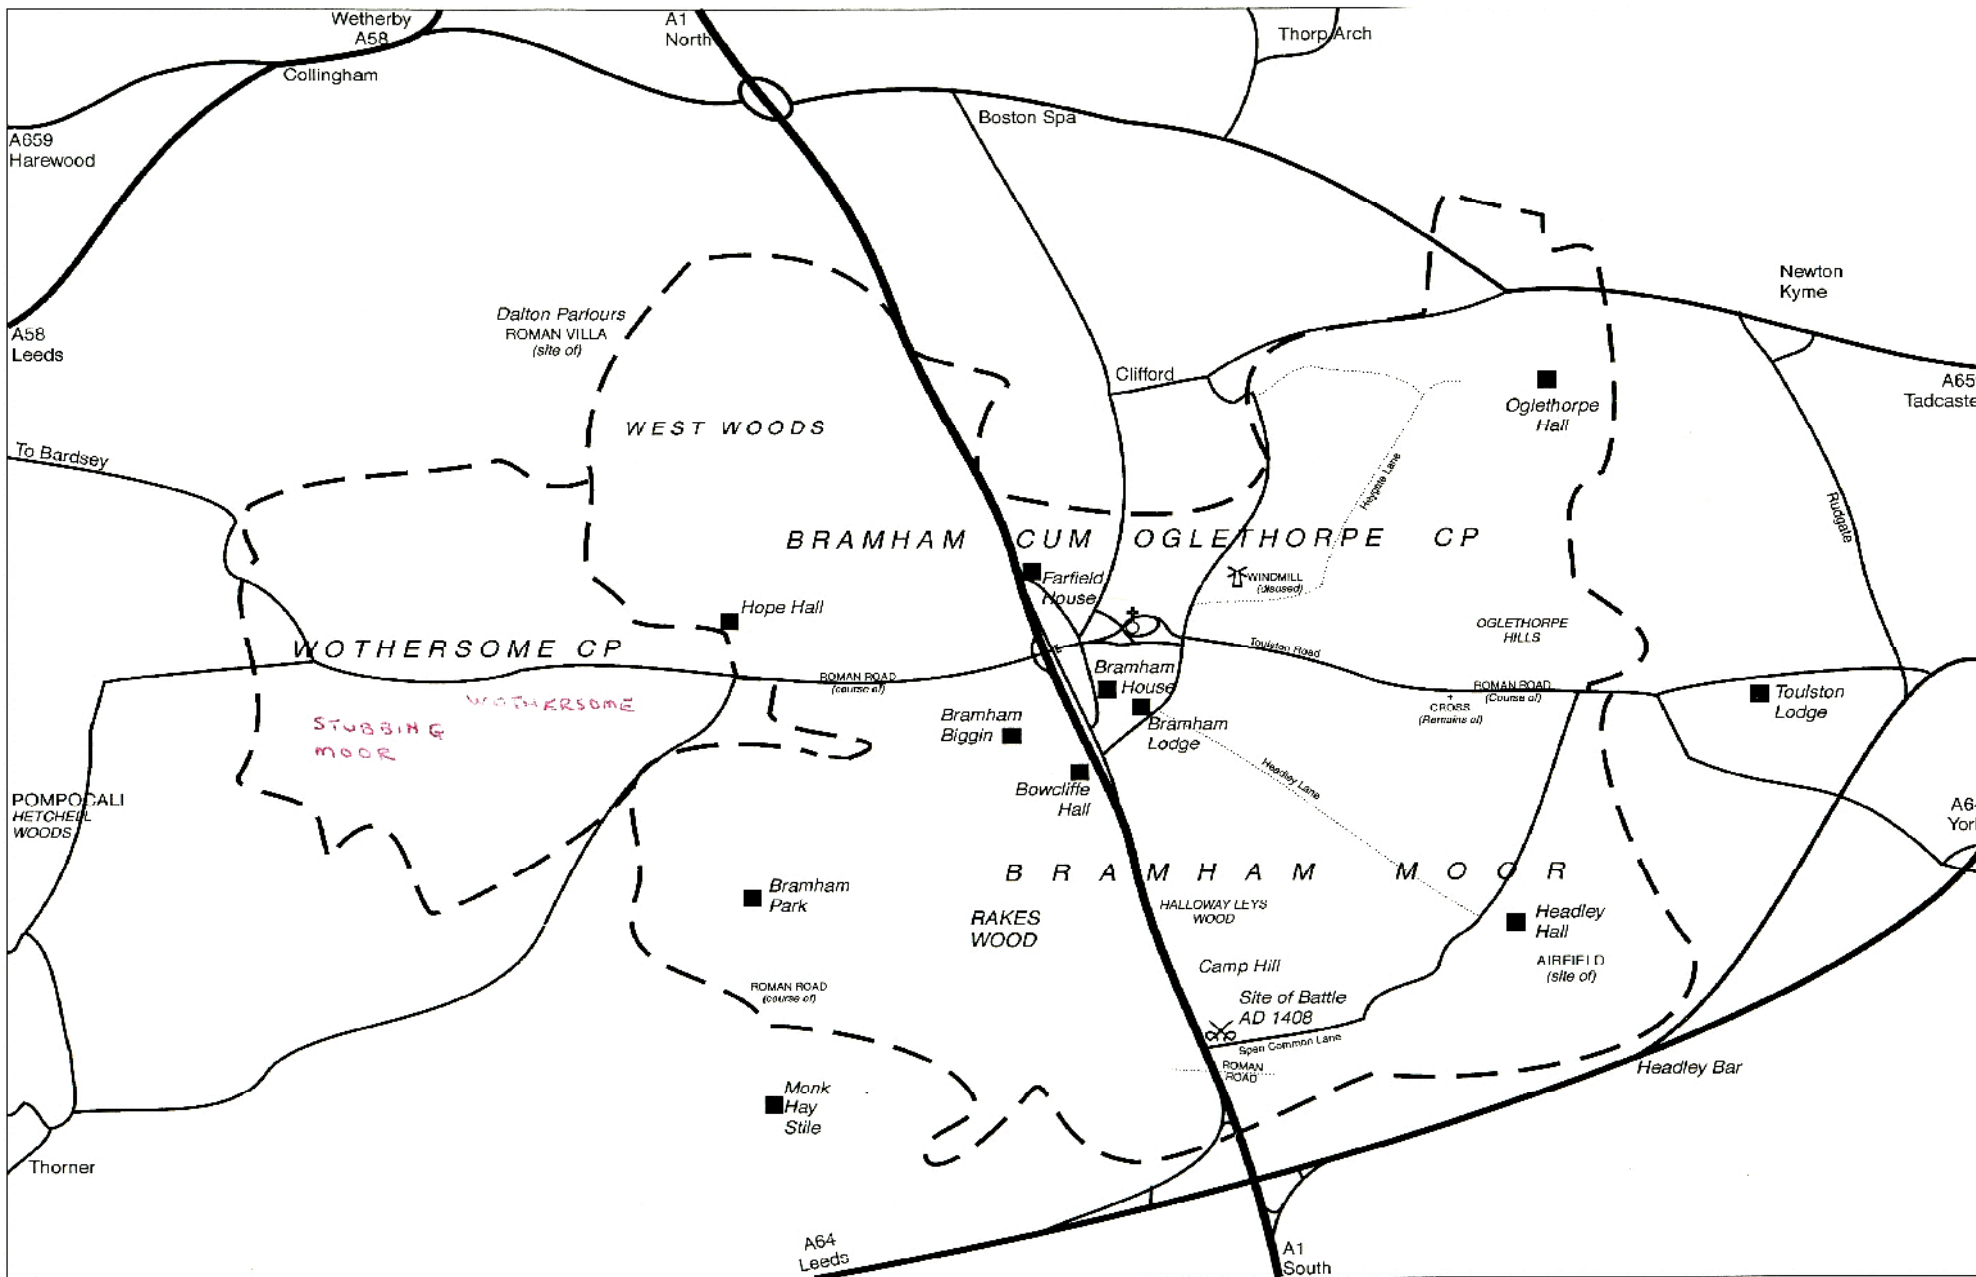 Wetherby
A58
A1
North
Thorp Arch
Collingham
Boston Spa
A659
Harewood
Newton
Kyme
Dalton Parlours
ROMAN VILLA
(site of)
A58
Leeds
Clifford
Tadcaste
Oglethorpe
Hall
WEST WOODS
To Bardsey
Heygate Lane
Rudgate
BRAMHAM CUM OGLETHORPE CP
Farfield
House
WINDMILL
(disused)
Hope Hall
OGLETHORPE
HILLS
WOTHERSOME CP
Toulston Road
Bramham
House
ROMAN ROAD
(course of)
ROMAN ROAD
(Course of)
Toulston
Lodge
WOTHERSOME
STUBBING
MOOR
CROSS
(Remains of)
Bramham
Biggin
Bramham
Lodge
Headley Lane
Bowcliffe
Hall
POMPOCALI
HETCHELL
WOODS
BRAMHAM MOOR
Bramham
Park
HALLOWAY LEYS
WOOD
RAKES
WOOD
Headley
Hall
Camp Hill
AIRFIELD
(site of)
ROMAN ROAD
(course of)
Site of Battle
AD 1408
Spen Common Lane
ROMAN
ROAD
Headley Bar
Monk
Hay
Stile
Thorner
A64
Leeds
A1
South